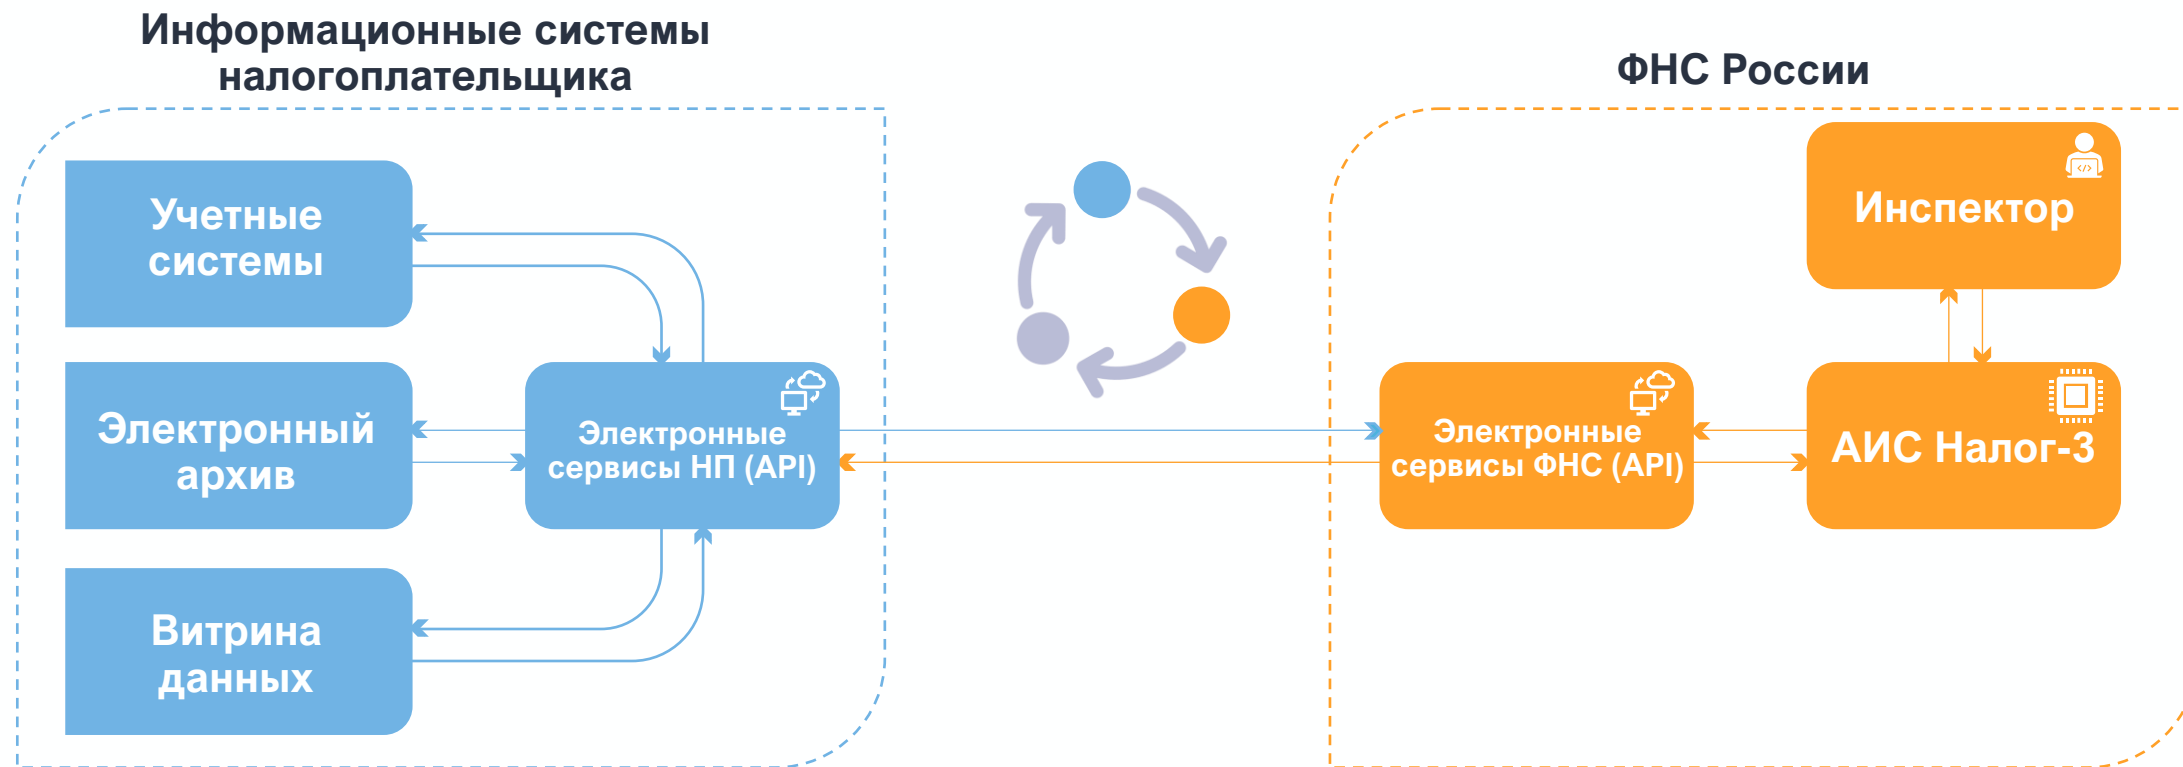 Информационные системы
налогоплательщика
ФНС России
Учетные
системы
Электронный
архив
Витрина
данных
Электронные
сервисы НП (API)
Электронные
сервисы ФНС (API)
Инспектор
АИС Налог-3